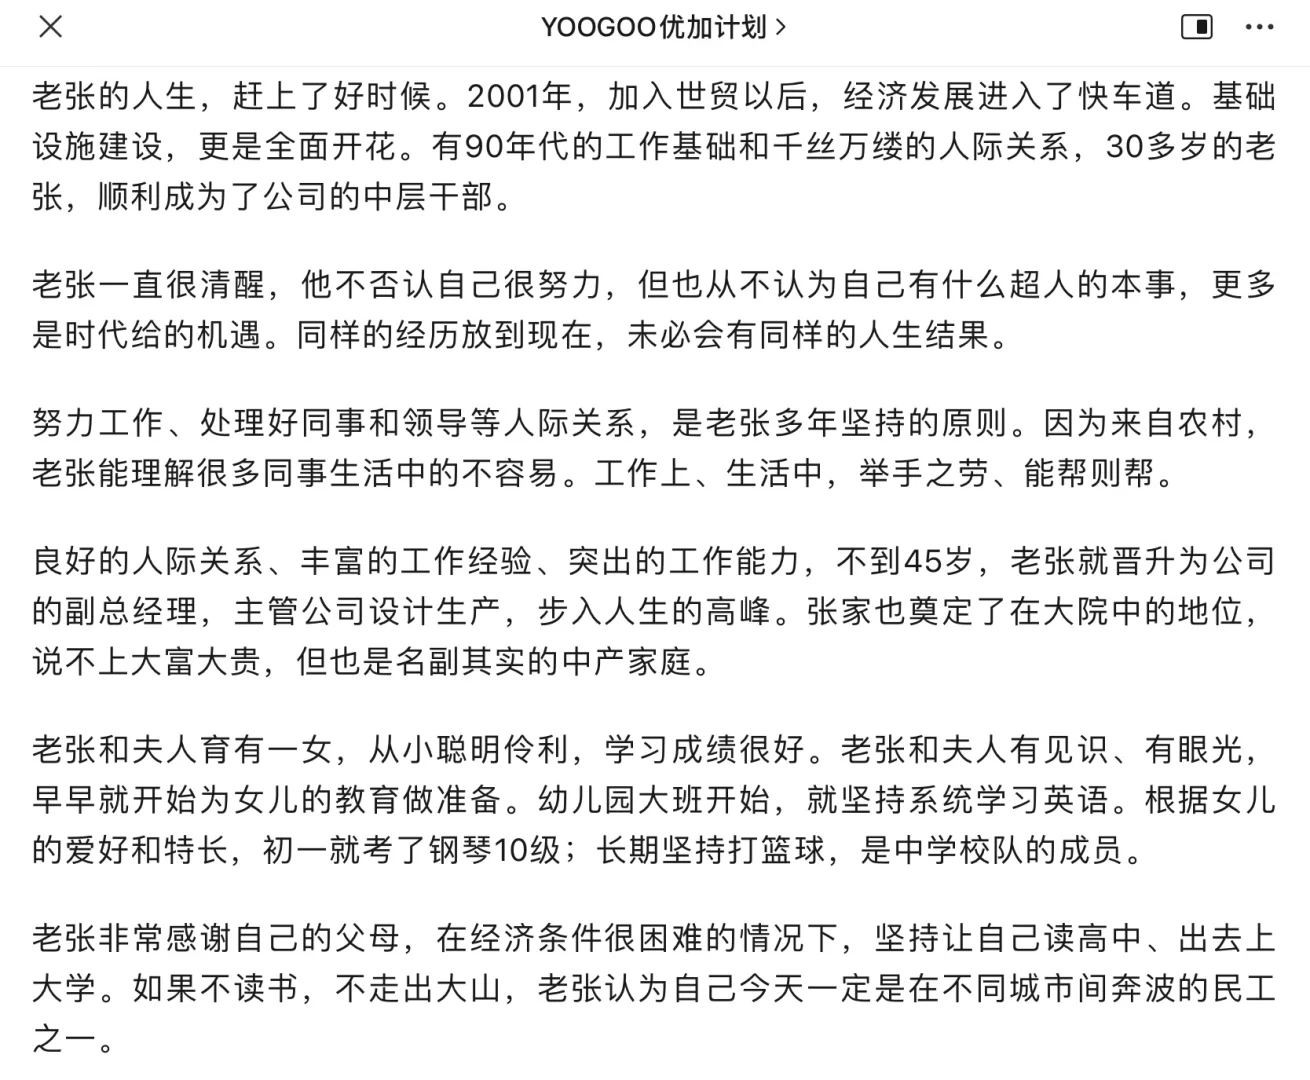 YOOGOO优加计划
老张的人生，赶上了好时候。2001年，加入世贸以后，经济发展进入了快车道。基础
设施建设，更是全面开花。有90年代的工作基础和千丝万缕的人际关系，30多岁的老
张，顺利成为了公司的中层干部。
老张一直很清醒，他不否认自己很努力，但也从不认为自己有什么超人的本事，更多
是时代给的机遇。同样的经历放到现在，未必会有同样的人生结果。
努力工作、处理好同事和领导等人际关系，是老张多年坚持的原则。因为来自农村，
老张能理解很多同事生活中的不容易。工作上、生活中，举手之劳、能帮则帮。
良好的人际关系、丰富的工作经验、突出的工作能力，不到45岁，老张就晋升为公司
的副总经理，主管公司设计生产，步入人生的高峰。张家也奠定了在大院中的地位，
说不上大富大贵，但也是名副其实的中产家庭。
老张和夫人育有一女，从小聪明伶利，学习成绩很好。老张和夫人有见识、有眼光，
早早就开始为女儿的教育做准备。幼儿园大班开始，就坚持系统学习英语。根据女儿
的爱好和特长，初一就考了钢琴10级；长期坚持打篮球，是中学校队的成员。
老张非常感谢自己的父母，在经济条件很困难的情况下，坚持让自己读高中、出去上
大学。如果不读书，不走出大山，老张认为自己今天一定是在不同城市间奔波的民工
之一。